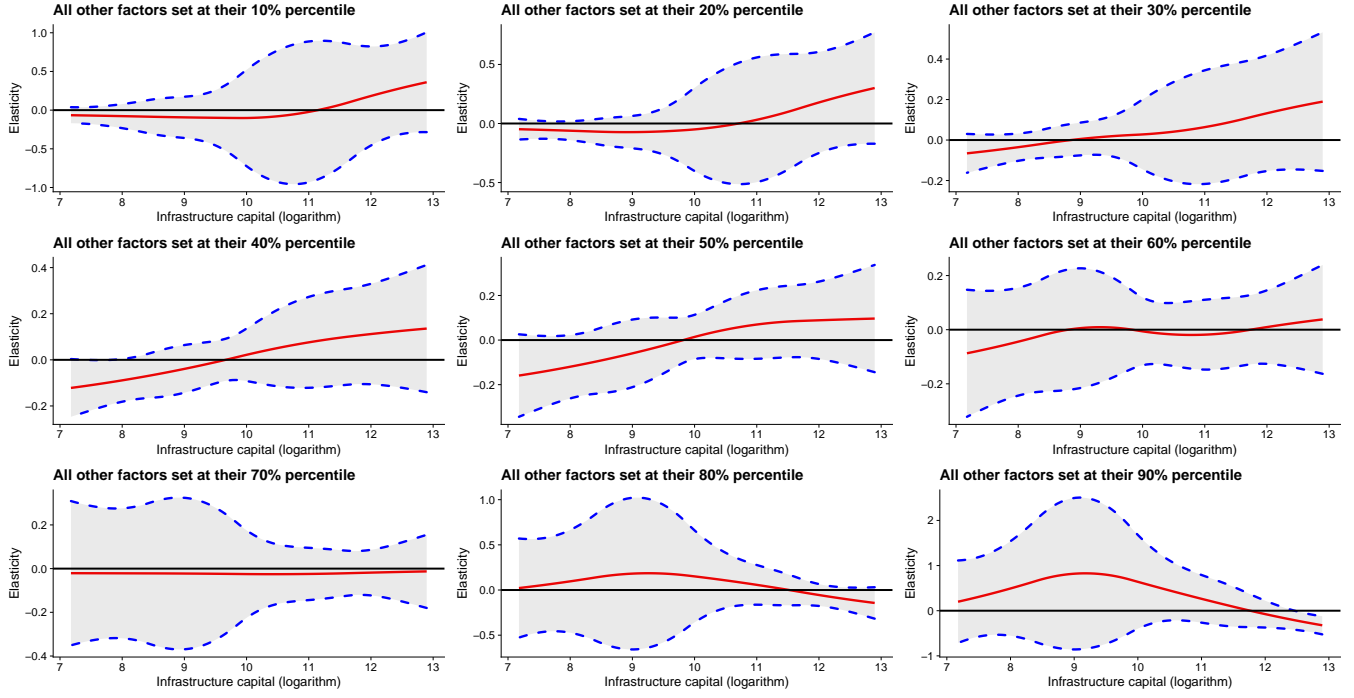 All other factors set at their 10% percentile
Elasticity
1.0
0.5
0.0
−0.5
−1.0
7 8 9 10 11 12 13
Infrastructure capital (logarithm)
All other factors set at their 20% percentile
Elasticity
0.5
0.0
−0.5
7 8 9 10 11 12 13
Infrastructure capital (logarithm)
All other factors set at their 30% percentile
Elasticity
0.4
0.2
0.0
−0.2
7 8 9 10 11 12 13
Infrastructure capital (logarithm)
All other factors set at their 40% percentile
Elasticity
0.4
0.2
0.0
−0.2
7 8 9 10 11 12 13
Infrastructure capital (logarithm)
All other factors set at their 50% percentile
Elasticity
0.2
0.0
−0.2
7 8 9 10 11 12 13
Infrastructure capital (logarithm)
All other factors set at their 60% percentile
Elasticity
0.2
0.0
−0.2
7 8 9 10 11 12 13
Infrastructure capital (logarithm)
All other factors set at their 70% percentile
Elasticity
0.2
0.0
−0.2
−0.4
7 8 9 10 11 12 13
Infrastructure capital (logarithm)
All other factors set at their 80% percentile
Elasticity
1.0
0.5
0.0
−0.5
7 8 9 10 11 12 13
Infrastructure capital (logarithm)
All other factors set at their 90% percentile
Elasticity
2
1
0
−1
7 8 9 10 11 12 13
Infrastructure capital (logarithm)